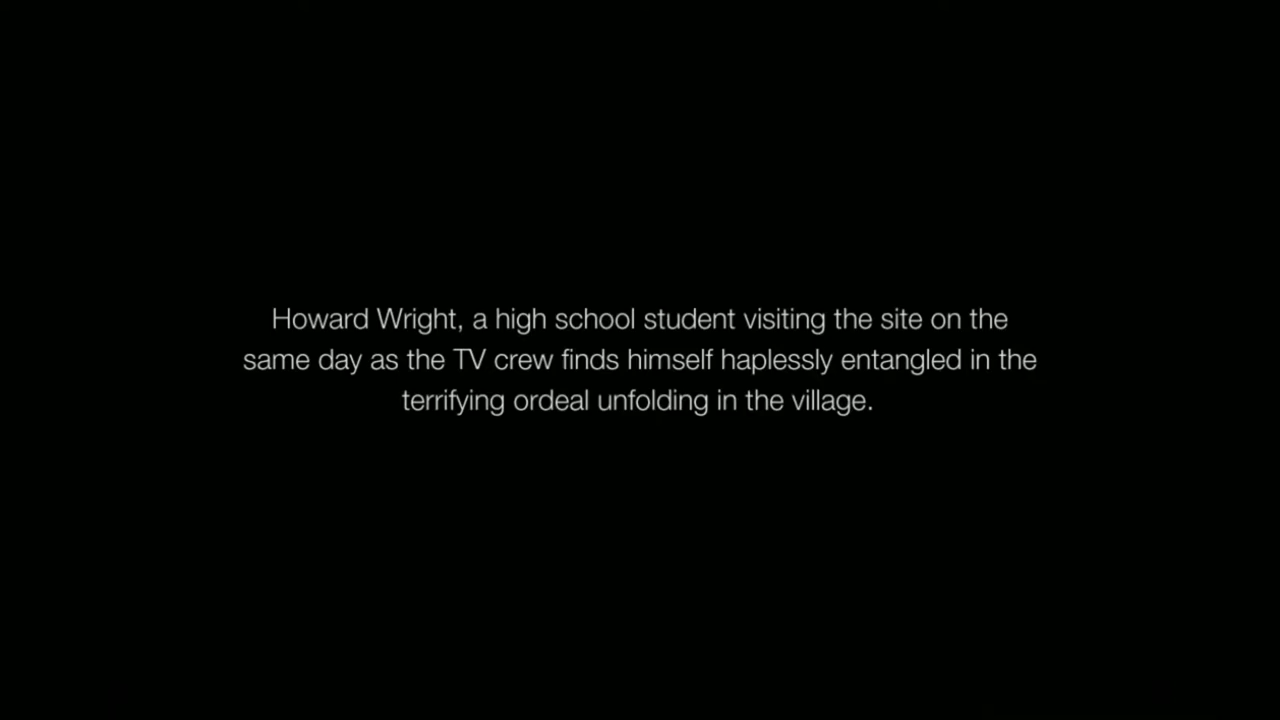 Howard Wright, a high school student visiting the site on the
same day as the TV crew finds himself haplessly entangled in the
terrifying ordeal unfolding in the village.